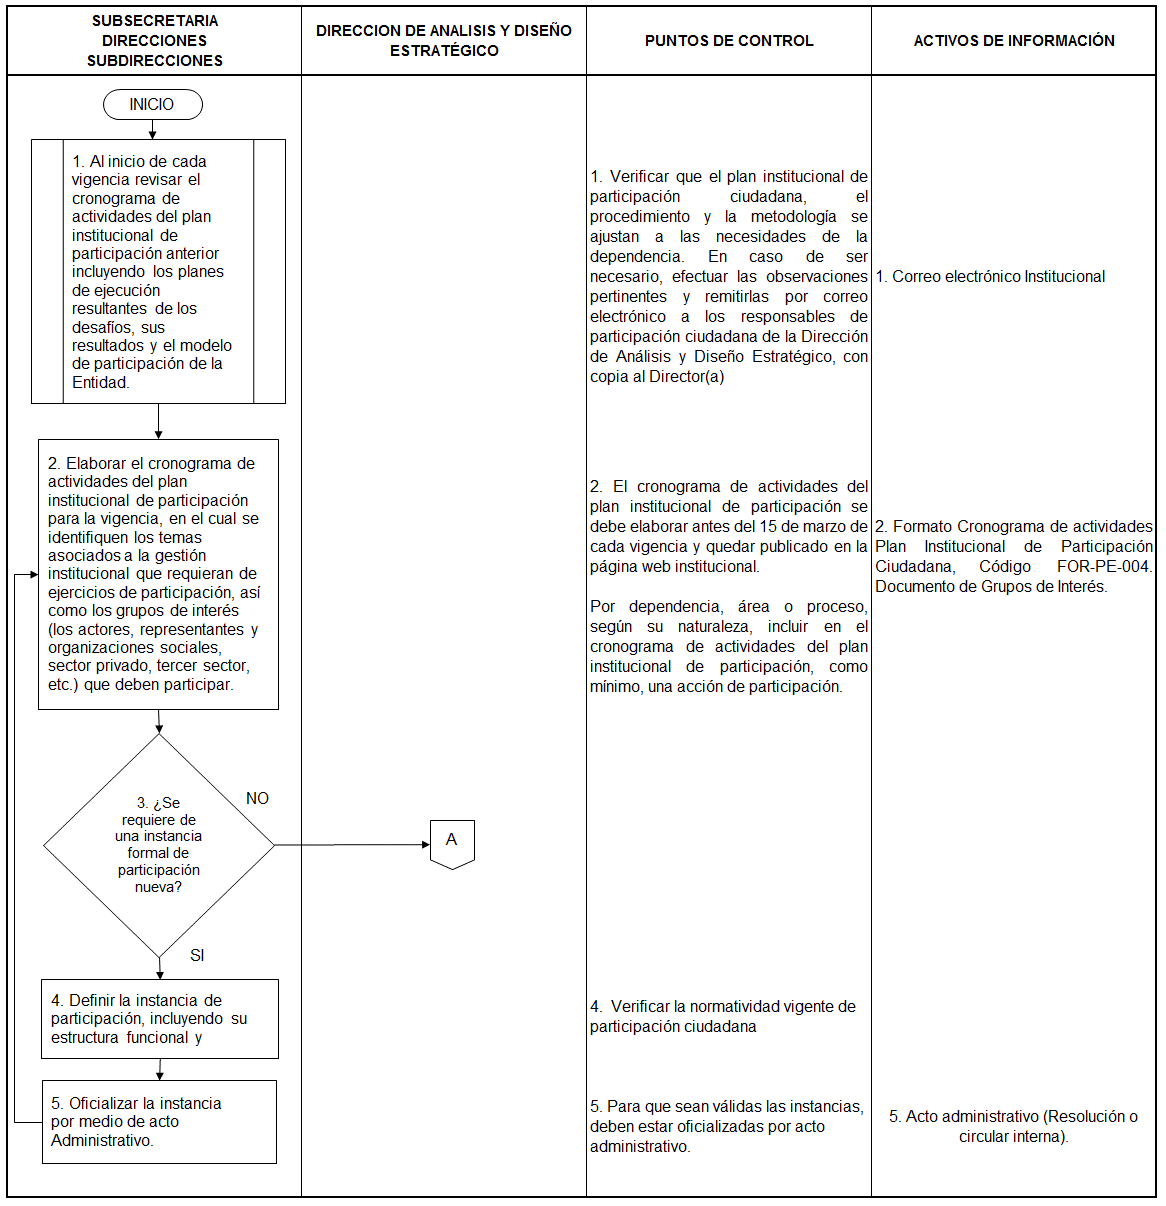 SUBSECRETARIA
DIRECCIONES
SUBDIRECCIONES
DIRECCION DE ANALISIS Y DISEÑO
ESTRATÉGICO
PUNTOS DE CONTROL
ACTIVOS DE INFORMACIÓN
INICIO
1. Al inicio de cada
vigencia revisar el
cronograma de
actividades del plan
institucional de
participación anterior
incluyendo los planes
de ejecución
resultantes de los
desafíos, sus
resultados y el modelo
de participación de la
Entidad.
1. Verificar que el plan institucional de
participación ciudadana, el
procedimiento y la metodología se
ajustan a las necesidades de la
dependencia. En caso de ser
necesario, efectuar las observaciones
pertinentes y remitirlas por correo
electrónico a los responsables de
participación ciudadana de la Dirección
de Análisis y Diseño Estratégico, con
copia al Director(a)
1. Correo electrónico Institucional
2. Elaborar el cronograma de
actividades del plan
institucional de participación
para la vigencia, en el cual se
identifiquen los temas
asociados a la gestión
institucional que requieran de
ejercicios de participación, así
como los grupos de interés
(los actores, representantes y
organizaciones sociales,
sector privado, tercer sector,
etc.) que deben participar.
2. El cronograma de actividades del
plan institucional de participación se
debe elaborar antes del 15 de marzo de
cada vigencia y quedar publicado en la
página web institucional.
Por dependencia, área o proceso,
según su naturaleza, incluir en el
cronograma de actividades del plan
institucional de participación, como
mínimo, una acción de participación.
2. Formato Cronograma de actividades
Plan Institucional de Participación
Ciudadana, Código FOR-PE-004.
Documento de Grupos de Interés.
3. ¿Se
requiere de
una instancia
formal de
participación
nueva?
NO
A
SI
4. Definir la instancia de
participación, incluyendo su
estructura funcional y
4. Verificar la normatividad vigente de
participación ciudadana
5. Oficializar la instancia
por medio de acto
Administrativo.
5. Para que sean válidas las instancias,
deben estar oficializadas por acto
administrativo.
5. Acto administrativo (Resolución o
circular interna).